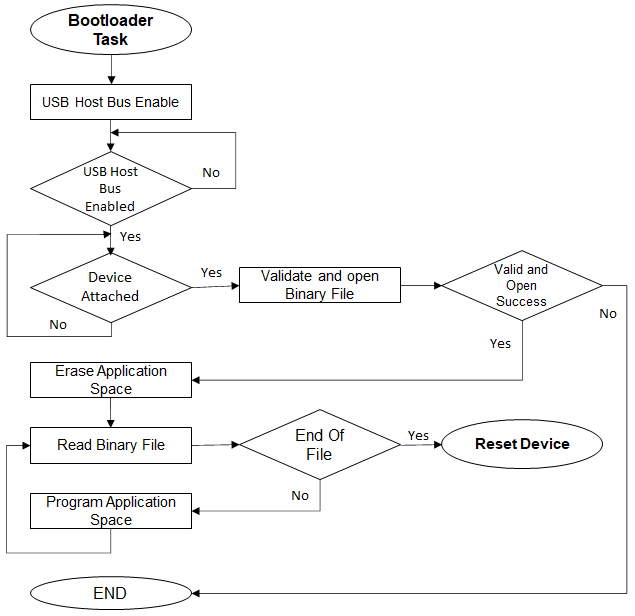 Bootloader
Task
USB Host Bus Enable
USB Host
Bus
Enabled
No
Yes
Device
Attached
Yes
No
Validate and open
Binary File
Valid and
Open
Success
No
Yes
Erase Application
Space
Read Binary File
End Of
File
Yes
Reset Device
No
Program Application
Space
END